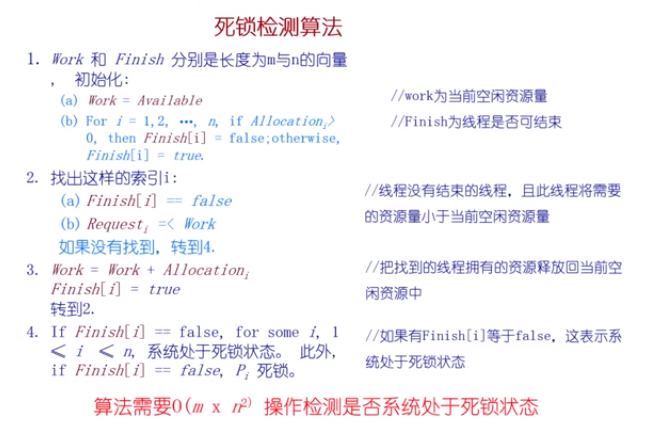 死锁检测算法
1. Work 和 Finish 分别是长度为m与n的向量
， 初始化:
(a) Work = Available
//work为当前空闲资源量
(b) For i = 1,2, …, n, if Allocationi>
//Finish为线程是否可结束
0, then Finish[i] = false;otherwise,
Finish[i] = true.
2. 找出这样的索引i:
(a) Finish[i] == false
//线程没有结束的线程，且此线程将需要
(b) Requesti =< Work
的资源量小于当前空闲资源量
如果没有找到，转到4.
3. Work = Work + Allocationi
//把找到的线程拥有的资源释放回当前空
Finish[i] = true
闲资源中
转到2.
4. If Finish[i] == false, for some i, 1
//如果有Finish[i]等于false，这表示系
≤ i ≤ n, 系统处于死锁状态。 此外,
统处于死锁状态
if Finish[i] == false, Pi 死锁。
算法需要O(m x n2) 操作检测是否系统处于死锁状态